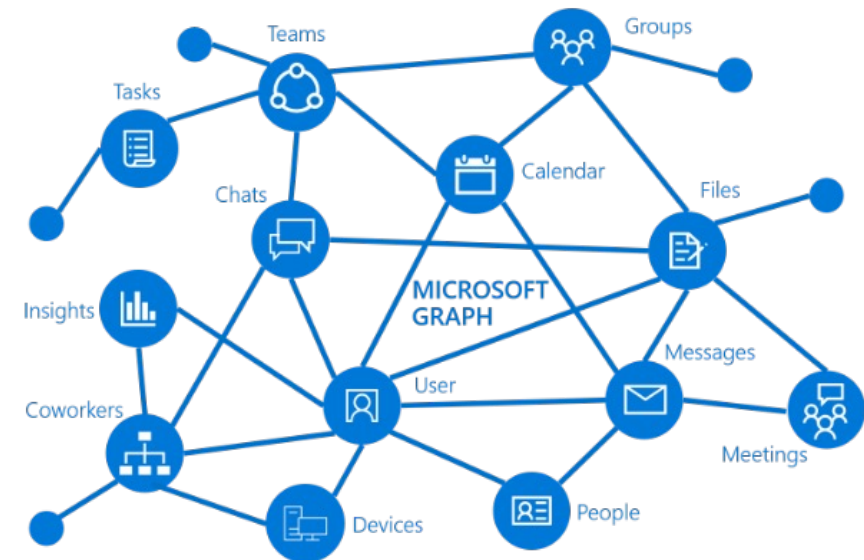 Groups
Teams
Tasks
Calendar
Chats
Files
MICROSOFT
GRAPH
Insights
Messages
User
Coworkers
Meetings
People
Devices